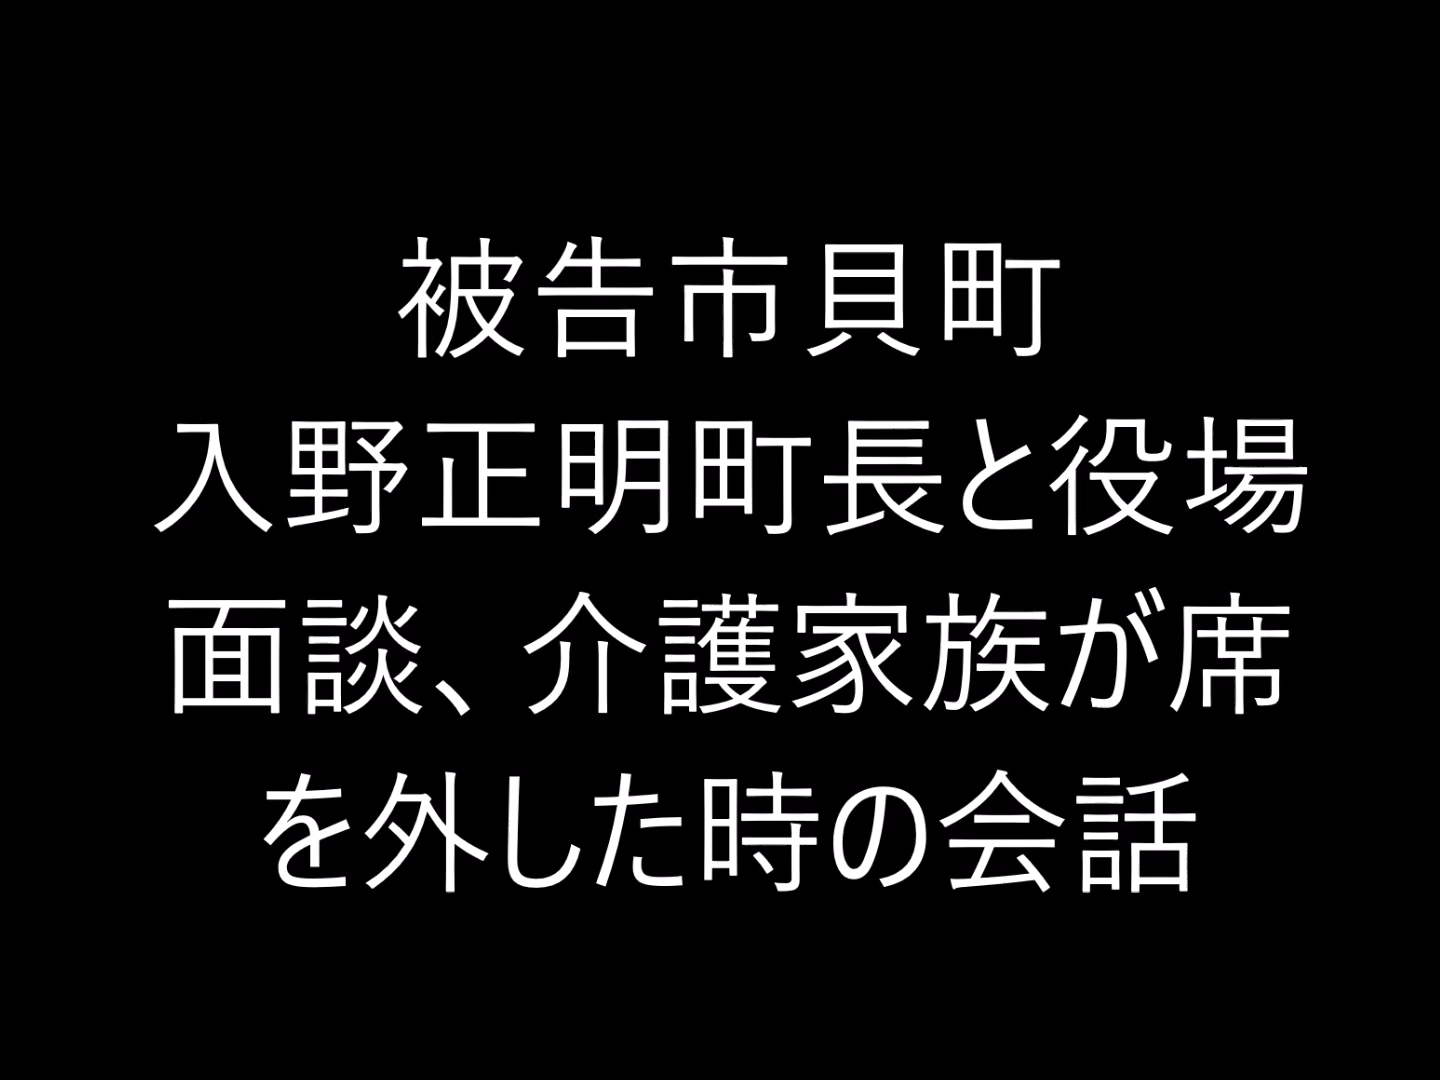 被告市貝町
入野正明町長と役場
面談、介護家族が席
を外した時の会話